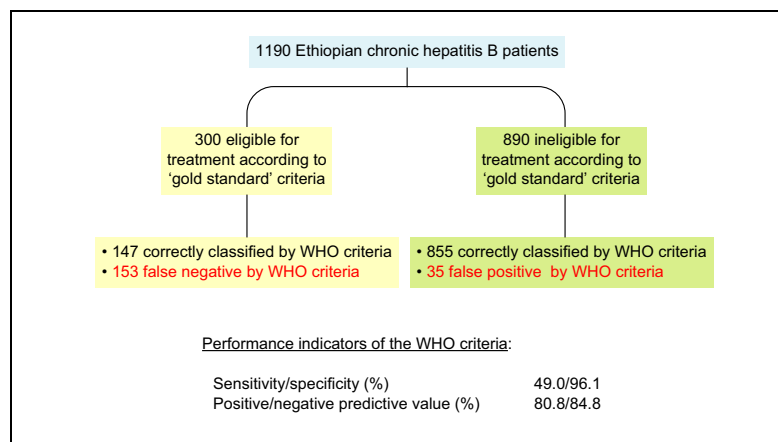 1190 Ethiopian chronic hepatitis B patients
300 eligible for
treatment according to
‘gold standard’ criteria
890 ineligible for
treatment according to
‘gold standard’ criteria
• 147 correctly classified by WHO criteria
• 153 false negative by WHO criteria
• 855 correctly classified by WHO criteria
• 35 false positive by WHO criteria
Performance indicators of the WHO criteria:
Sensitivity/specificity (%) 49.0/96.1
Positive/negative predictive value (%) 80.8/84.8